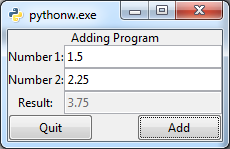 pythonw.exe
Adding Program
Number 1: 1.5
Number 2: 2.25
Result: 3.75
Quit Add